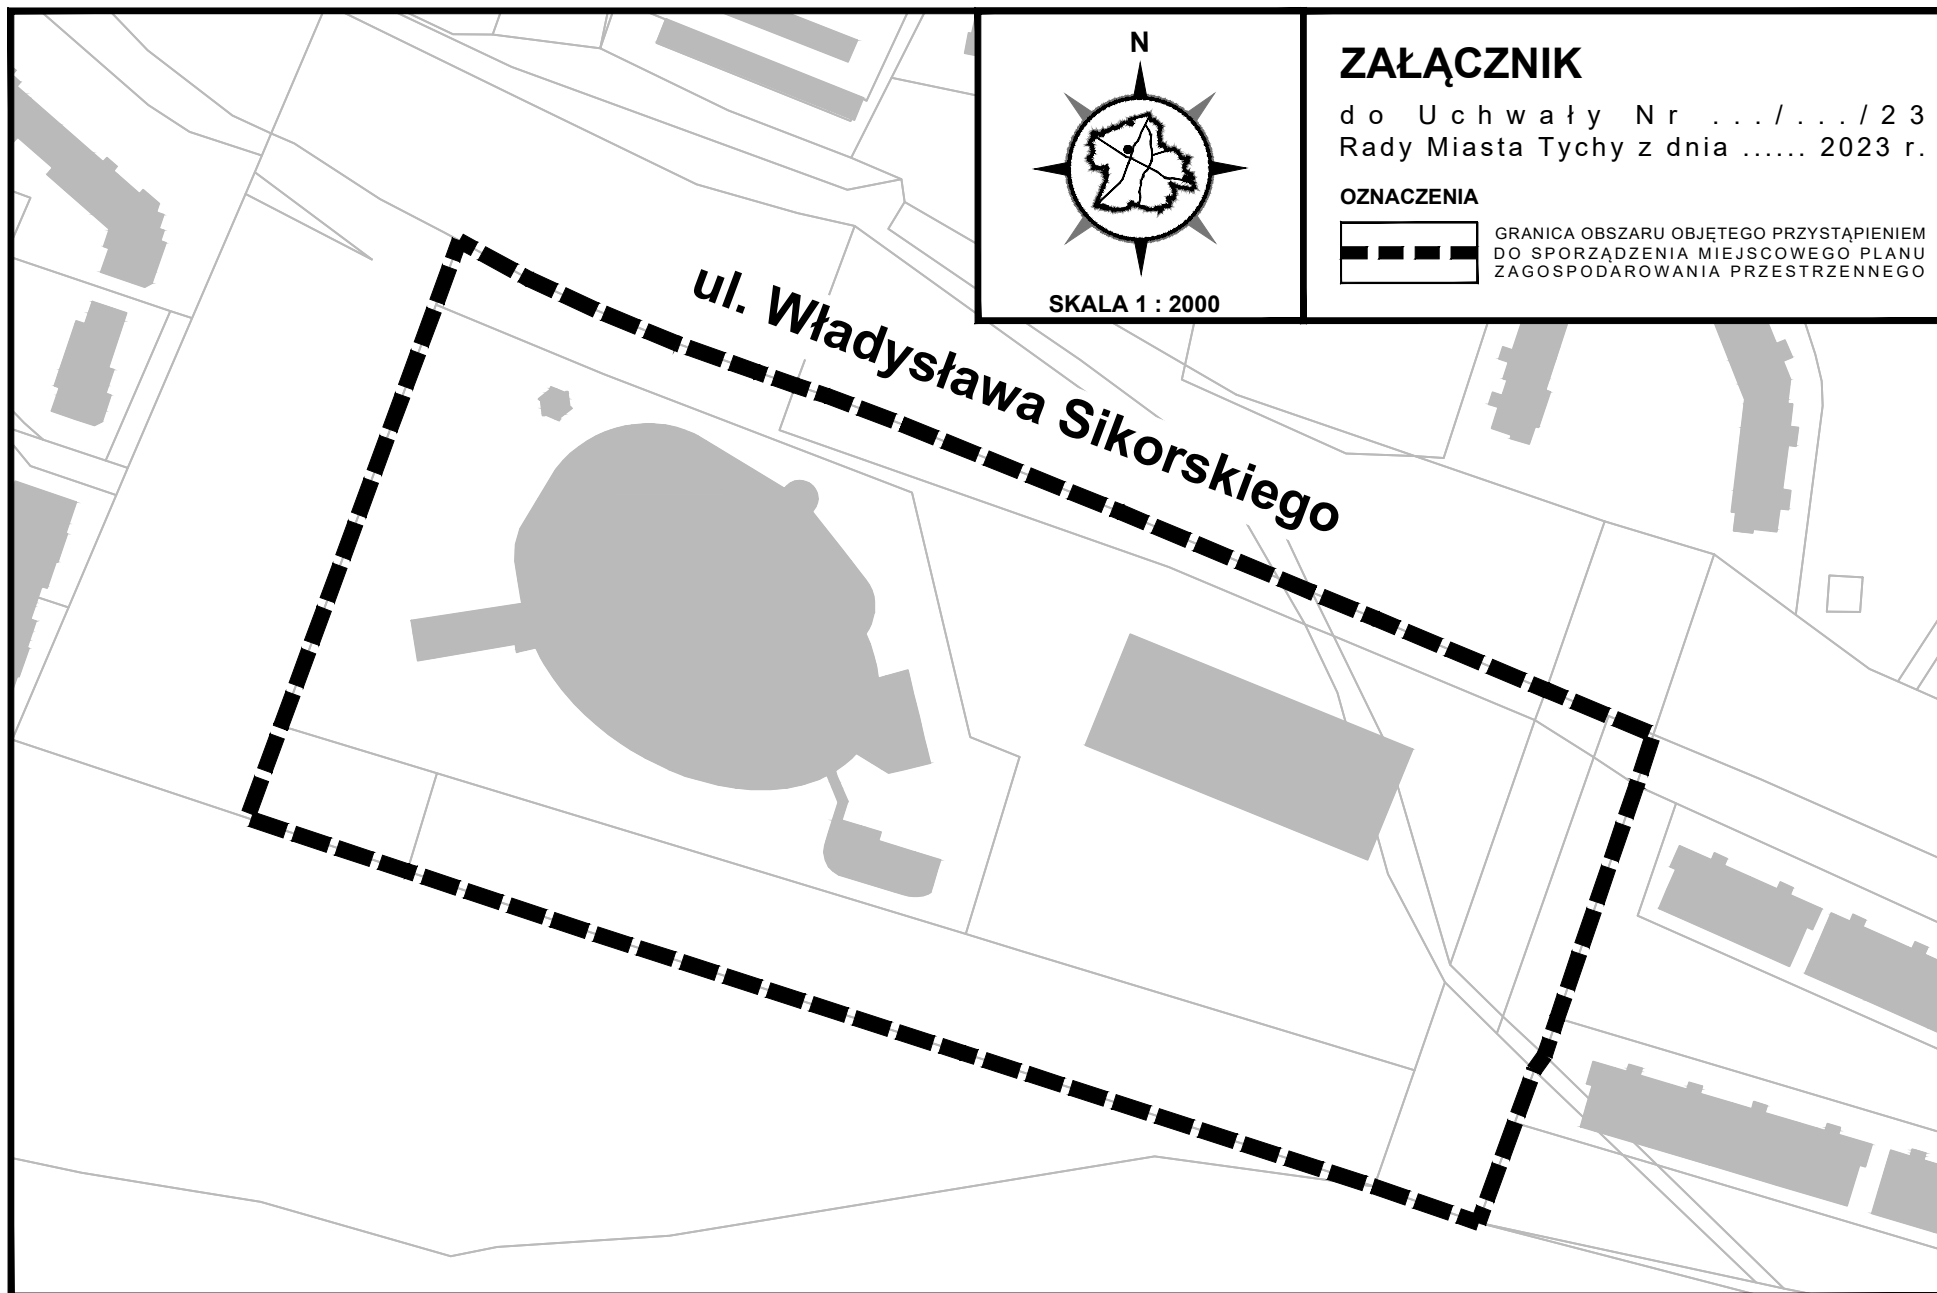 N
SKALA 1 : 2000
ZAŁĄCZNIK
do Uchwały Nr .../.../23
Rady Miasta Tychy z dnia ...... 2023 r.
OZNACZENIA
GRANICA OBSZARU OBJĘTEGO PRZYSTĄPIENIEM
DO SPORZĄDZENIA MIEJSCOWEGO PLANU
ZAGOSPODAROWANIA PRZESTRZENNEGO
ul. Władysława Sikorskiego